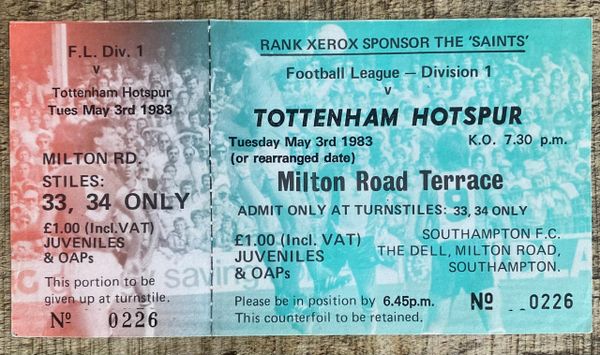 F.L. Div. 1
v
Tottenham Hotspur
Tues May 3rd 1983
MILTON RD.
STILES:
33, 34 ONLY
£1.00 (Incl. VAT)
JUVENILES
& OAPs
This portion to be
given up at turnstile.
Nº 0226
RANK XEROX SPONSOR THE 'SAINTS'
Football League — Division 1
v
TOTTENHAM HOTSPUR
Tuesday May 3rd 1983 K.O. 7.30 p.m.
(or rearranged date)
Milton Road Terrace
ADMIT ONLY AT TURNSTILES: 33, 34 ONLY
£1.00 (Incl. VAT)
JUVENILES
& OAPs
SOUTHAMPTON F.C.
THE DELL, MILTON ROAD,
SOUTHAMPTON.
Please be in position by 6.45p.m.
This counterfoil to be retained.
Nº 0226
saving